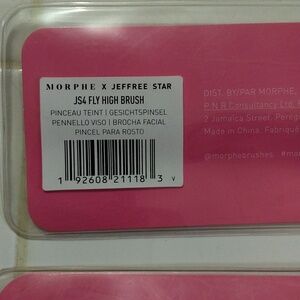 MORPHE X JEFFREE STAR
JS4 FLY HIGH BRUSH
PINCEAU TEINT | GESICHTSPINSEL
PENNELLO VISO | BROCHA FACIAL
PINCEL PARA ROSTO
1 92608 21118 3 V
DIST. BY/PAR MORPHE,
P.N.R Consultancy Ltd.
2 Jamaica Street,
Made in China, Fabriqué
@morphebrushes